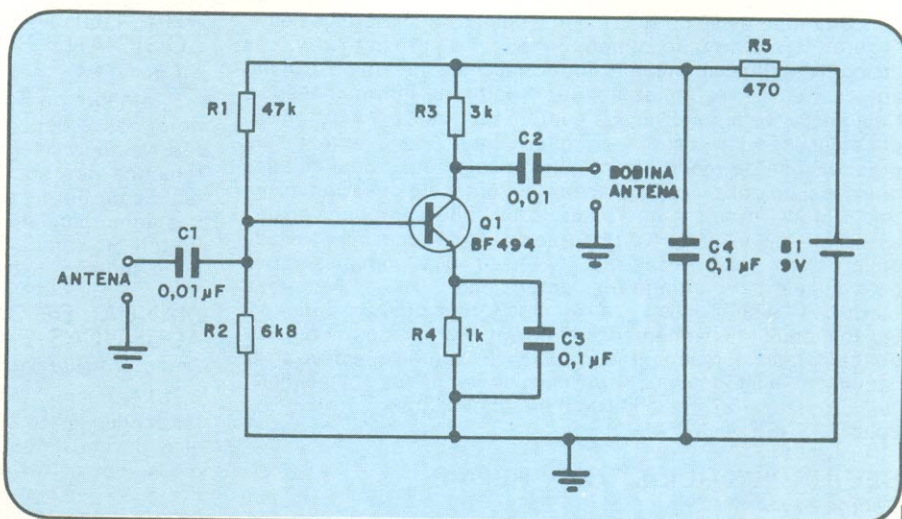 R5
470
R1
47k
R3
3k
C2
0,01
BOBINA
ANTENA
Q1
BF494
C4
0,1µF
B1
9V
C1
ANTENA
0,01µF
R2
6k8
R4
1k
C3
0,1µF